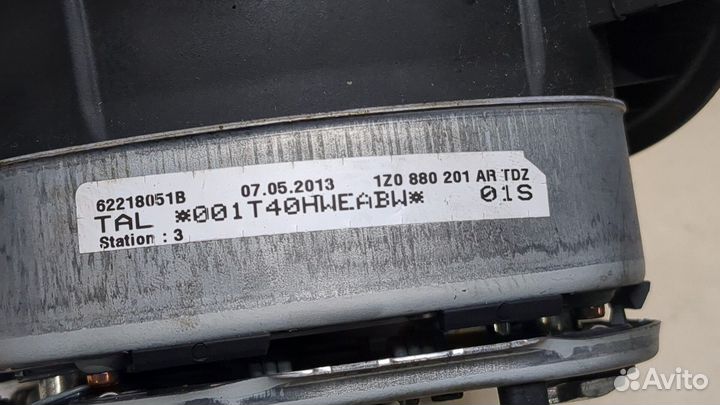 62218051B 07.05.2013 1Z0 880 201 AR TDZ
TAL *001T40HWEABW* 01S
Station : 3
Avito